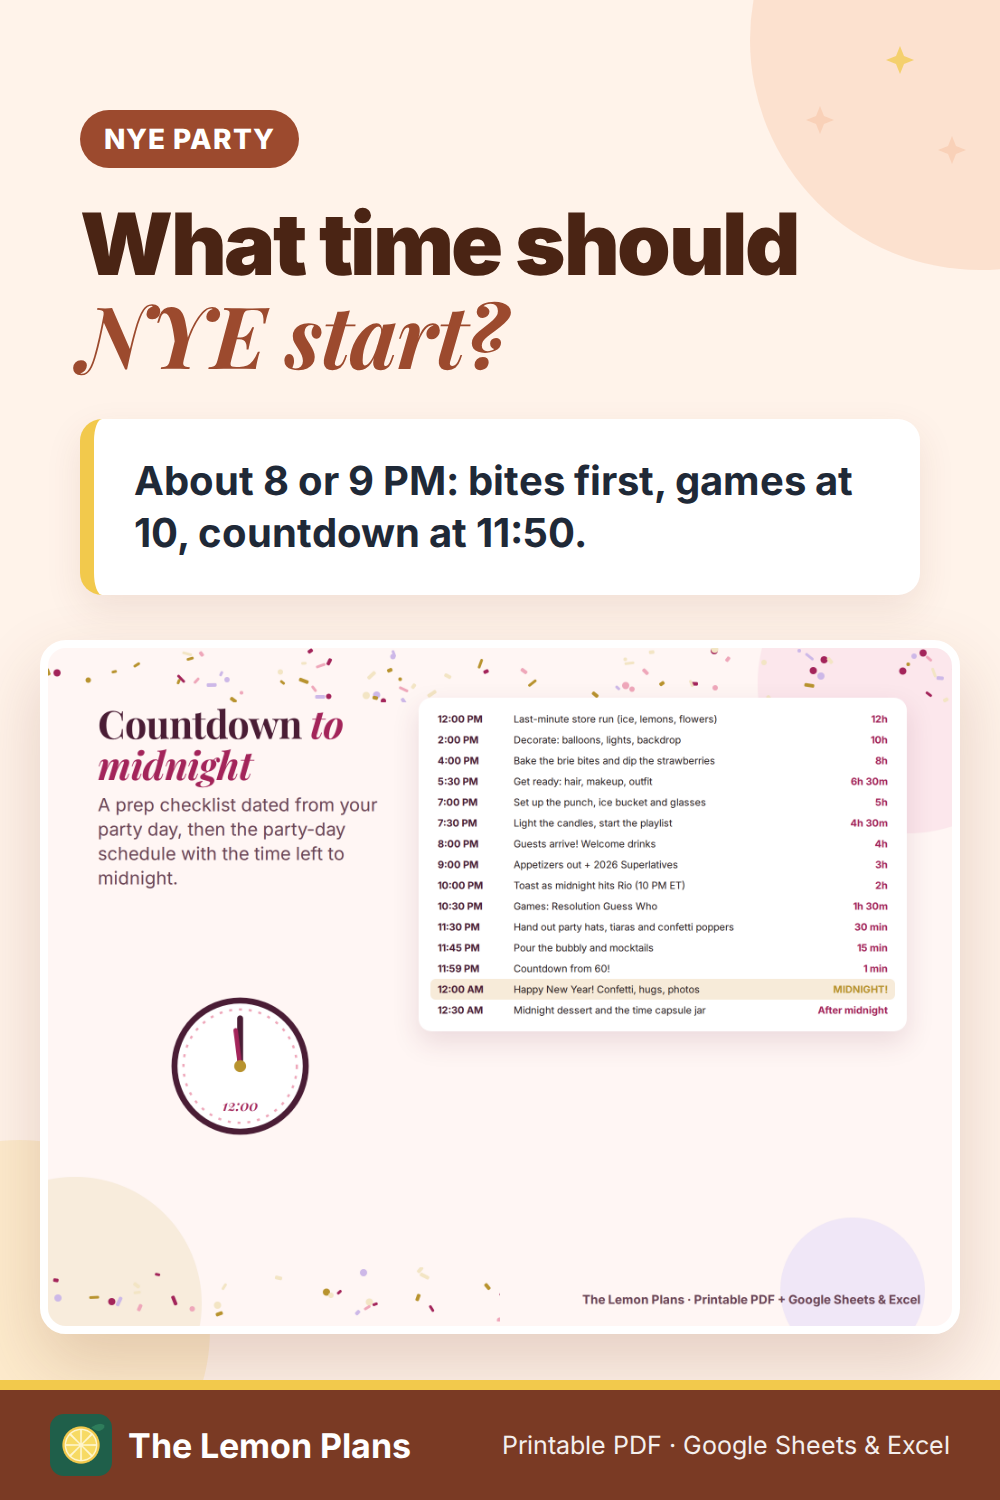 NYE PARTY
What time should
NYE start?
About 8 or 9 PM: bites first, games at
10, countdown at 11:50.
Countdown to
midnight
A prep checklist dated from your
party day, then the party-day
schedule with the time left to
midnight.
12:00 PM Last-minute store run (ice, lemons, flowers) 12h
2:00 PM Decorate: balloons, lights, backdrop 10h
4:00 PM Bake the brie bites and dip the strawberries 8h
5:30 PM Get ready: hair, makeup, outfit 6h 30m
7:00 PM Set up the punch, ice bucket and glasses 5h
7:30 PM Light the candles, start the playlist 4h 30m
8:00 PM Guests arrive! Welcome drinks 4h
9:00 PM Appetizers out + 2026 Superlatives 3h
10:00 PM Toast as midnight hits Rio (10 PM ET) 2h
10:30 PM Games: Resolution Guess Who 1h 30m
11:30 PM Hand out party hats, tiaras and confetti poppers 30 min
11:45 PM Pour the bubbly and mocktails 15 min
11:59 PM Countdown from 60! 1 min
12:00 AM Happy New Year! Confetti, hugs, photos MIDNIGHT!
12:30 AM Midnight dessert and the time capsule jar After midnight
12:00
The Lemon Plans · Printable PDF + Google Sheets & Excel
The Lemon Plans
Printable PDF · Google Sheets & Excel